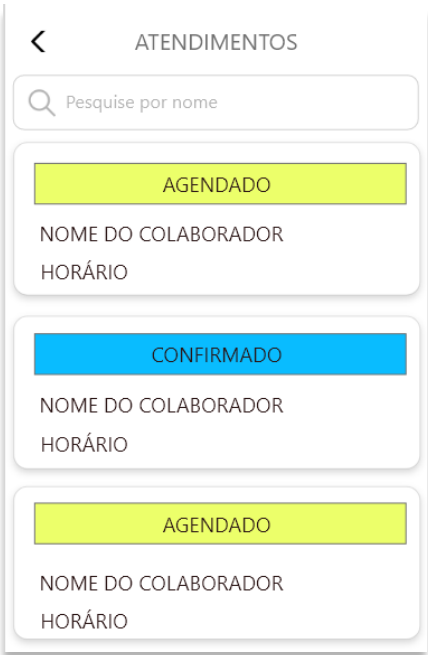 ATENDIMENTOS
Pesquise por nome
AGENDADO
NOME DO COLABORADOR
HORÁRIO
CONFIRMADO
NOME DO COLABORADOR
HORÁRIO
AGENDADO
NOME DO COLABORADOR
HORÁRIO